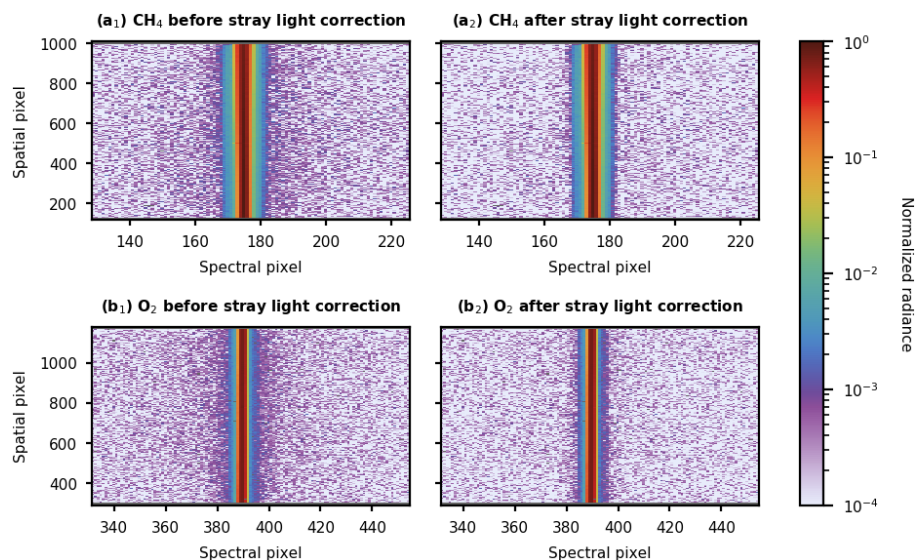 (a₁) CH₄ before stray light correction
(a₂) CH₄ after stray light correction
1000
800
600
400
200
Spatial pixel
140 160 180 200 220
Spectral pixel
140 160 180 200 220
Spectral pixel
(b₁) O₂ before stray light correction
(b₂) O₂ after stray light correction
1000
800
600
400
Spatial pixel
340 360 380 400 420 440
Spectral pixel
340 360 380 400 420 440
Spectral pixel
10⁰
10⁻¹
10⁻²
10⁻³
10⁻⁴
Normalized radiance